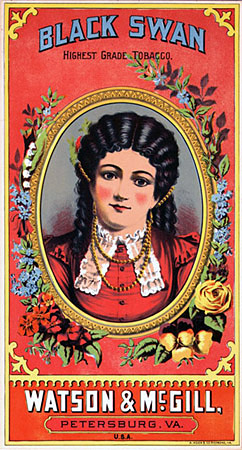 BLACK SWAN
HIGHEST GRADE TOBACCO.
WATSON & McGILL,
PETERSBURG, VA.
U.S.A.